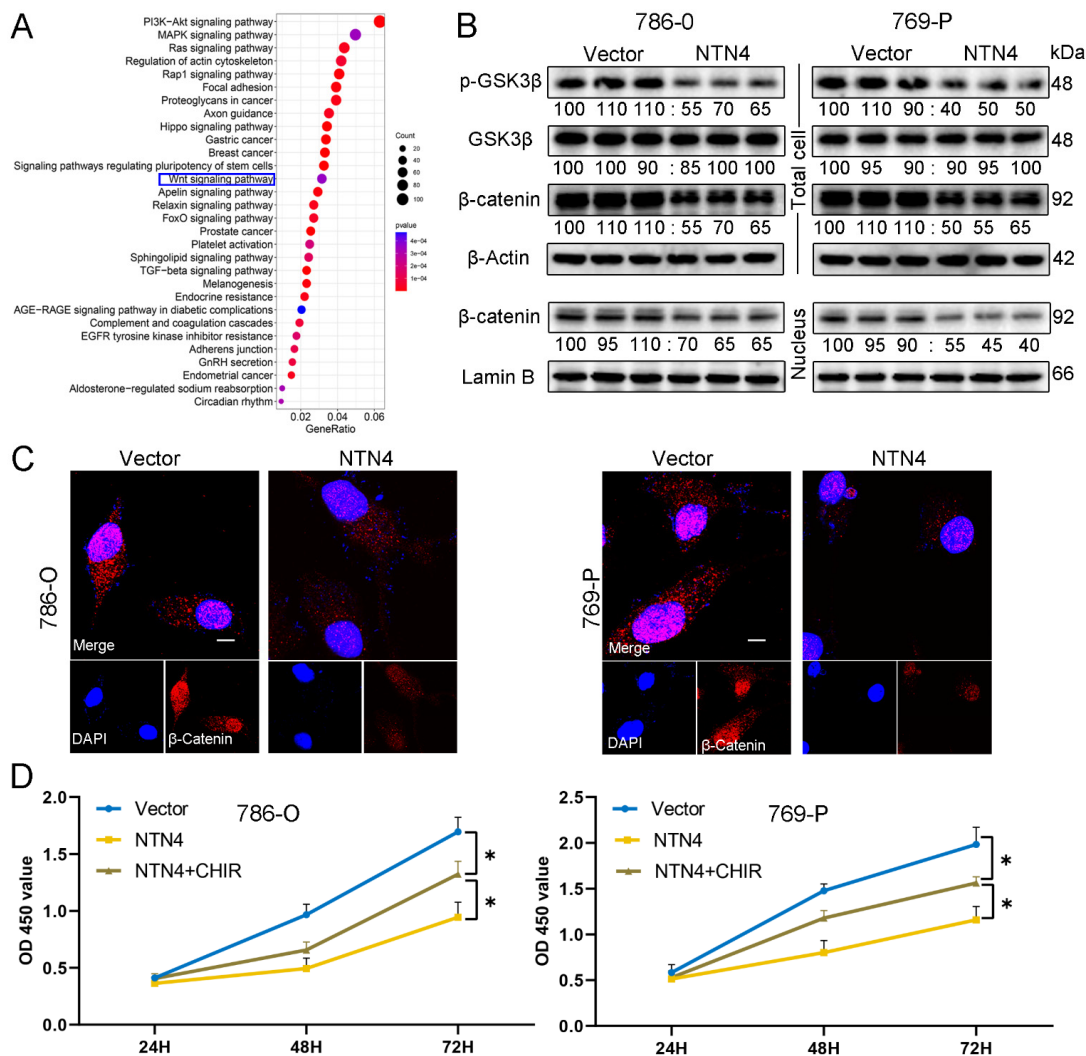 A
PI3K-Akt signaling pathway
MAPK signaling pathway
Ras signaling pathway
Regulation of actin cytoskeleton
Rap1 signaling pathway
Focal adhesion
Proteoglycans in cancer
Axon guidance
Hippo signaling pathway
Gastric cancer
Breast cancer
Signaling pathways regulating pluripotency of stem cells
Wnt signaling pathway
Apelin signaling pathway
Relaxin signaling pathway
FoxO signaling pathway
Prostate cancer
Platelet activation
Sphingolipid signaling pathway
TGF-beta signaling pathway
Melanogenesis
Endocrine resistance
AGE-RAGE signaling pathway in diabetic complications
Complement and coagulation cascades
EGFR tyrosine kinase inhibitor resistance
Adherens junction
GnRH secretion
Endometrial cancer
Aldosterone-regulated sodium reabsorption
Circadian rhythm
0.02 0.04 0.06
GeneRatio
Count
20
40
60
80
100
pvalue
4e-04
3e-04
2e-04
1e-04
B
786-0 769-P
Vector NTN4 Vector NTN4 kDa
p-GSK3β 48
100 110 110 : 55 70 65 100 110 90 : 40 50 50
GSK3β 48
100 100 90 : 85 100 100 100 95 90 : 90 95 100
β-catenin 92
100 110 110 : 55 70 65 100 110 110 : 50 55 65
β-Actin 42
Total cell
β-catenin 92
100 95 110 : 70 65 65 100 95 90 : 55 45 40
Lamin B 66
Nucleus
C
Vector NTN4 Vector NTN4
786-O
Merge
DAPI β-Catenin
769-P
Merge
DAPI β-Catenin
D
786-O
Vector
NTN4
NTN4+CHIR
OD 450 value
2.0
1.5
1.0
0.5
0.0
24H 48H 72H
*
*
769-P
Vector
NTN4
NTN4+CHIR
OD 450 value
2.5
2.0
1.5
1.0
0.5
0.0
24H 48H 72H
*
*